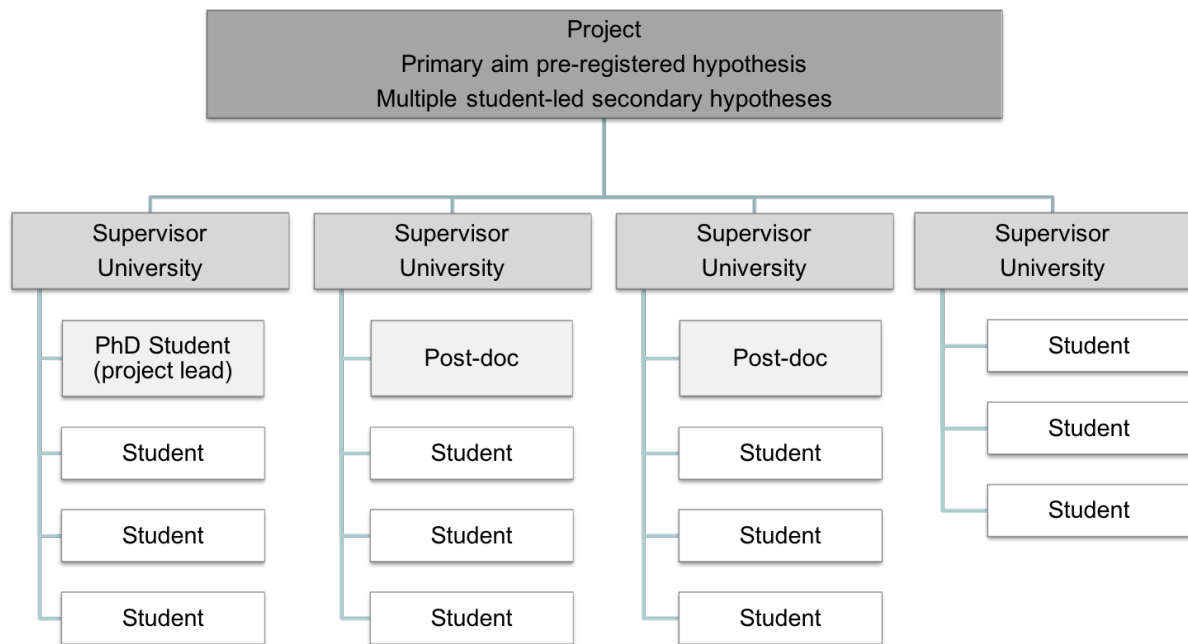 Project
Primary aim pre-registered hypothesis
Multiple student-led secondary hypotheses
Supervisor
University
PhD Student
(project lead)
Student
Student
Student
Supervisor
University
Post-doc
Student
Student
Student
Supervisor
University
Post-doc
Student
Student
Student
Supervisor
University
Student
Student
Student